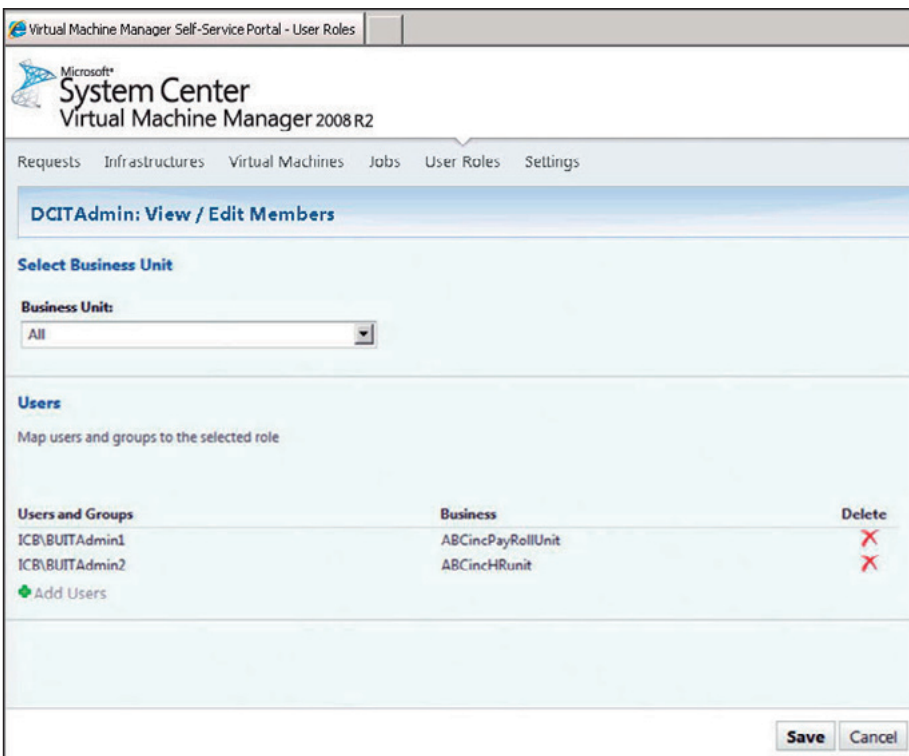 Virtual Machine Manager Self-Service Portal - User Roles
Microsoft®
System Center
Virtual Machine Manager 2008 R2
Requests Infrastructures Virtual Machines Jobs User Roles Settings
DCITAdmin: View / Edit Members
Select Business Unit
Business Unit:
All
Users
Map users and groups to the selected role
Users and Groups Business Delete
ICB\BUITAdmin1 ABCincPayRollUnit
ICB\BUITAdmin2 ABCincHRunit
Add Users
Save Cancel